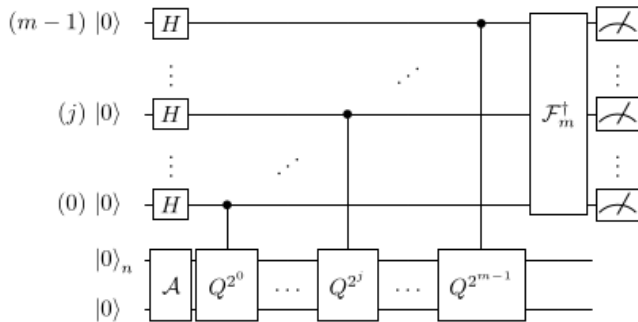 (m − 1) |0⟩ H
⋮ ⋰ ⋮
(j) |0⟩ H ℱ†ₘ
⋮ ⋰ ⋮
(0) |0⟩ H
|0⟩ₙ
𝒜 Q^{2^0} ⋯ Q^{2^j} ⋯ Q^{2^{m−1}}
|0⟩